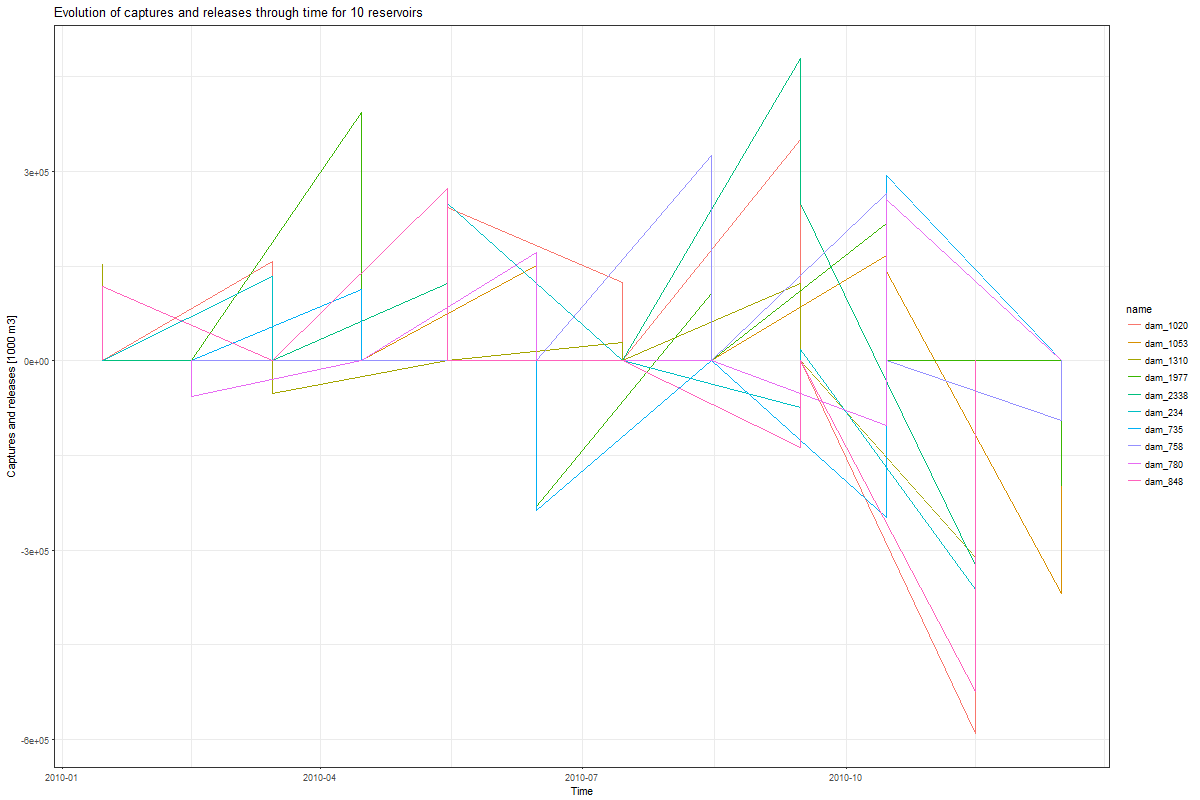 Evolution of captures and releases through time for 10 reservoirs
Captures and releases [1000 m3]
3e+05
0e+00
-3e+05
-6e+05
2010-01
2010-04
2010-07
2010-10
Time
name
dam_1020
dam_1053
dam_1310
dam_1977
dam_2338
dam_234
dam_735
dam_758
dam_780
dam_848